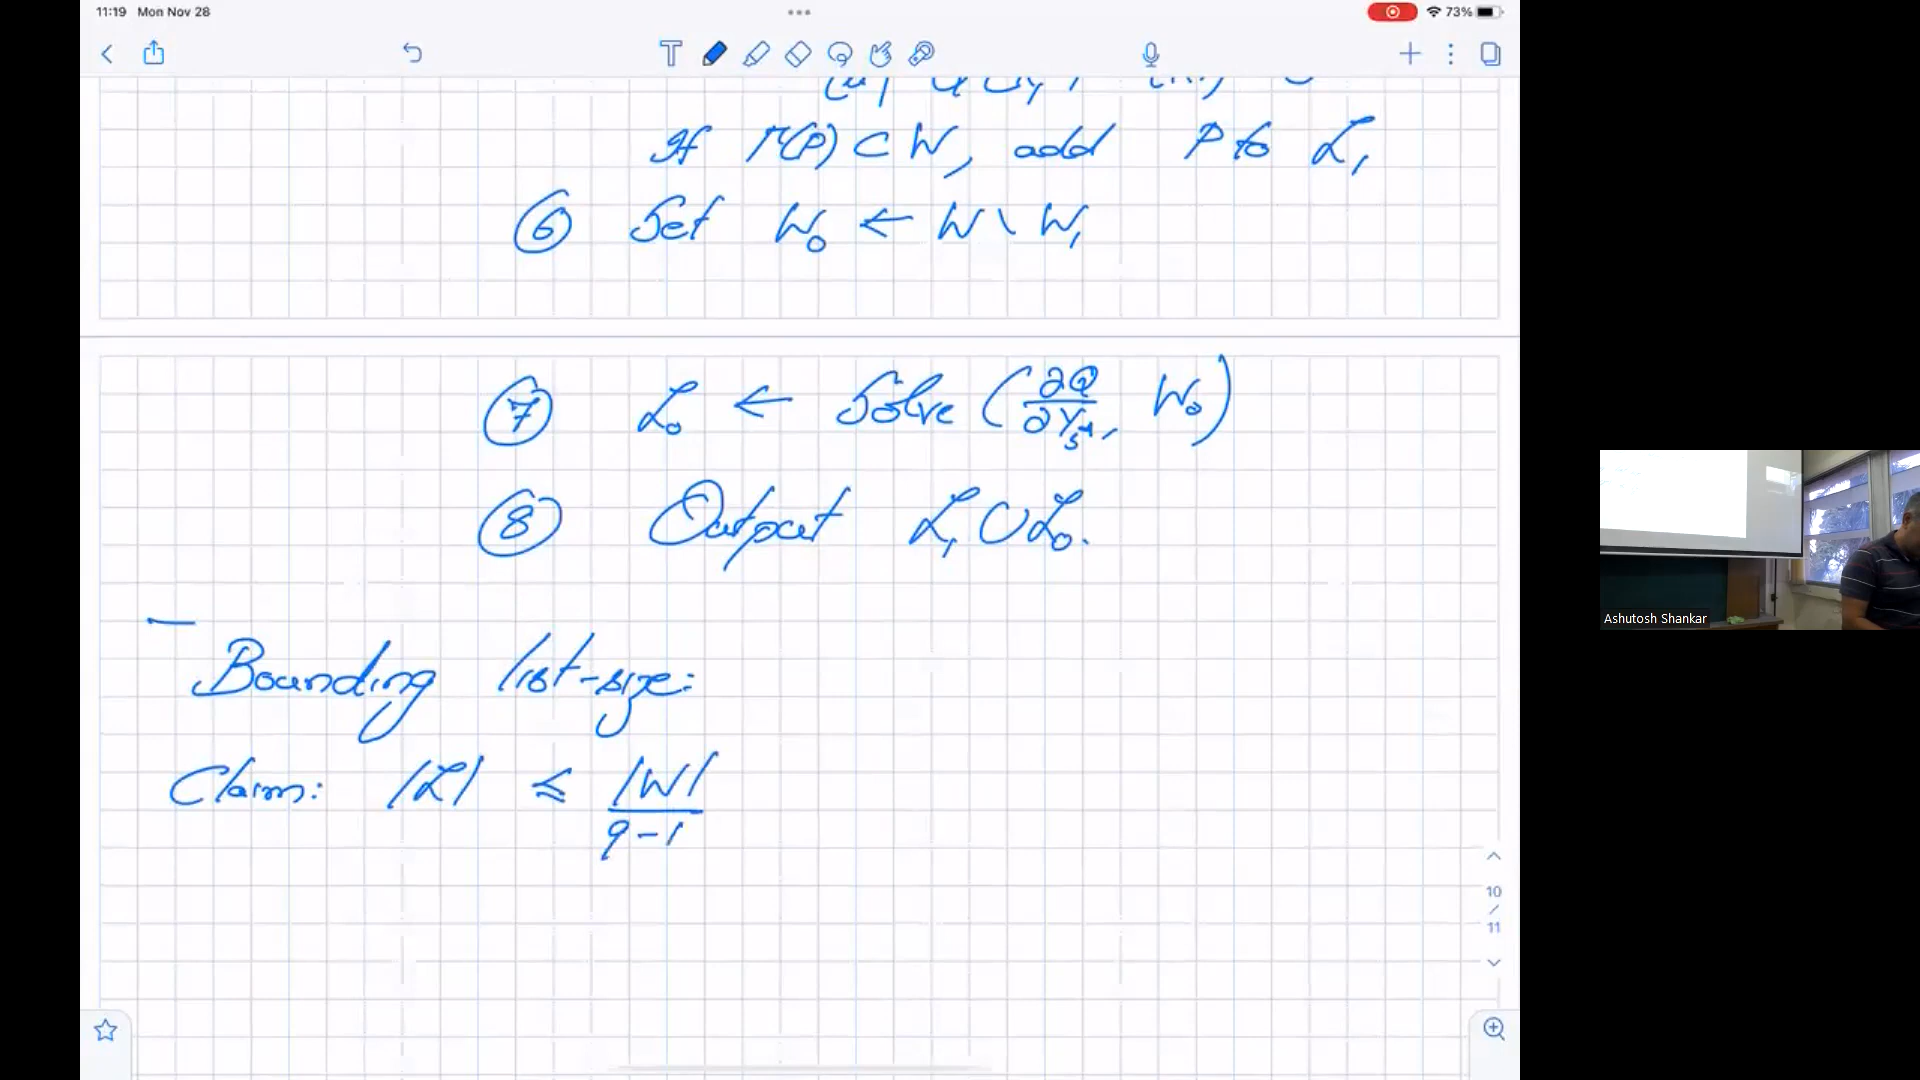 11:19 Mon Nov 28
73%
If Γ(P) ⊂ W, add P to L₁
⑥ Set W₀ ← W \ W₁
⑦ L₀ ← Solve (∂Q/∂Y_{s-1}, W₀)
⑧ Output L₁ ∪ L₀.
Bounding list-size:
Claim: |L| ≤ |W|/(q-1)
10
/
11
Ashutosh Shankar